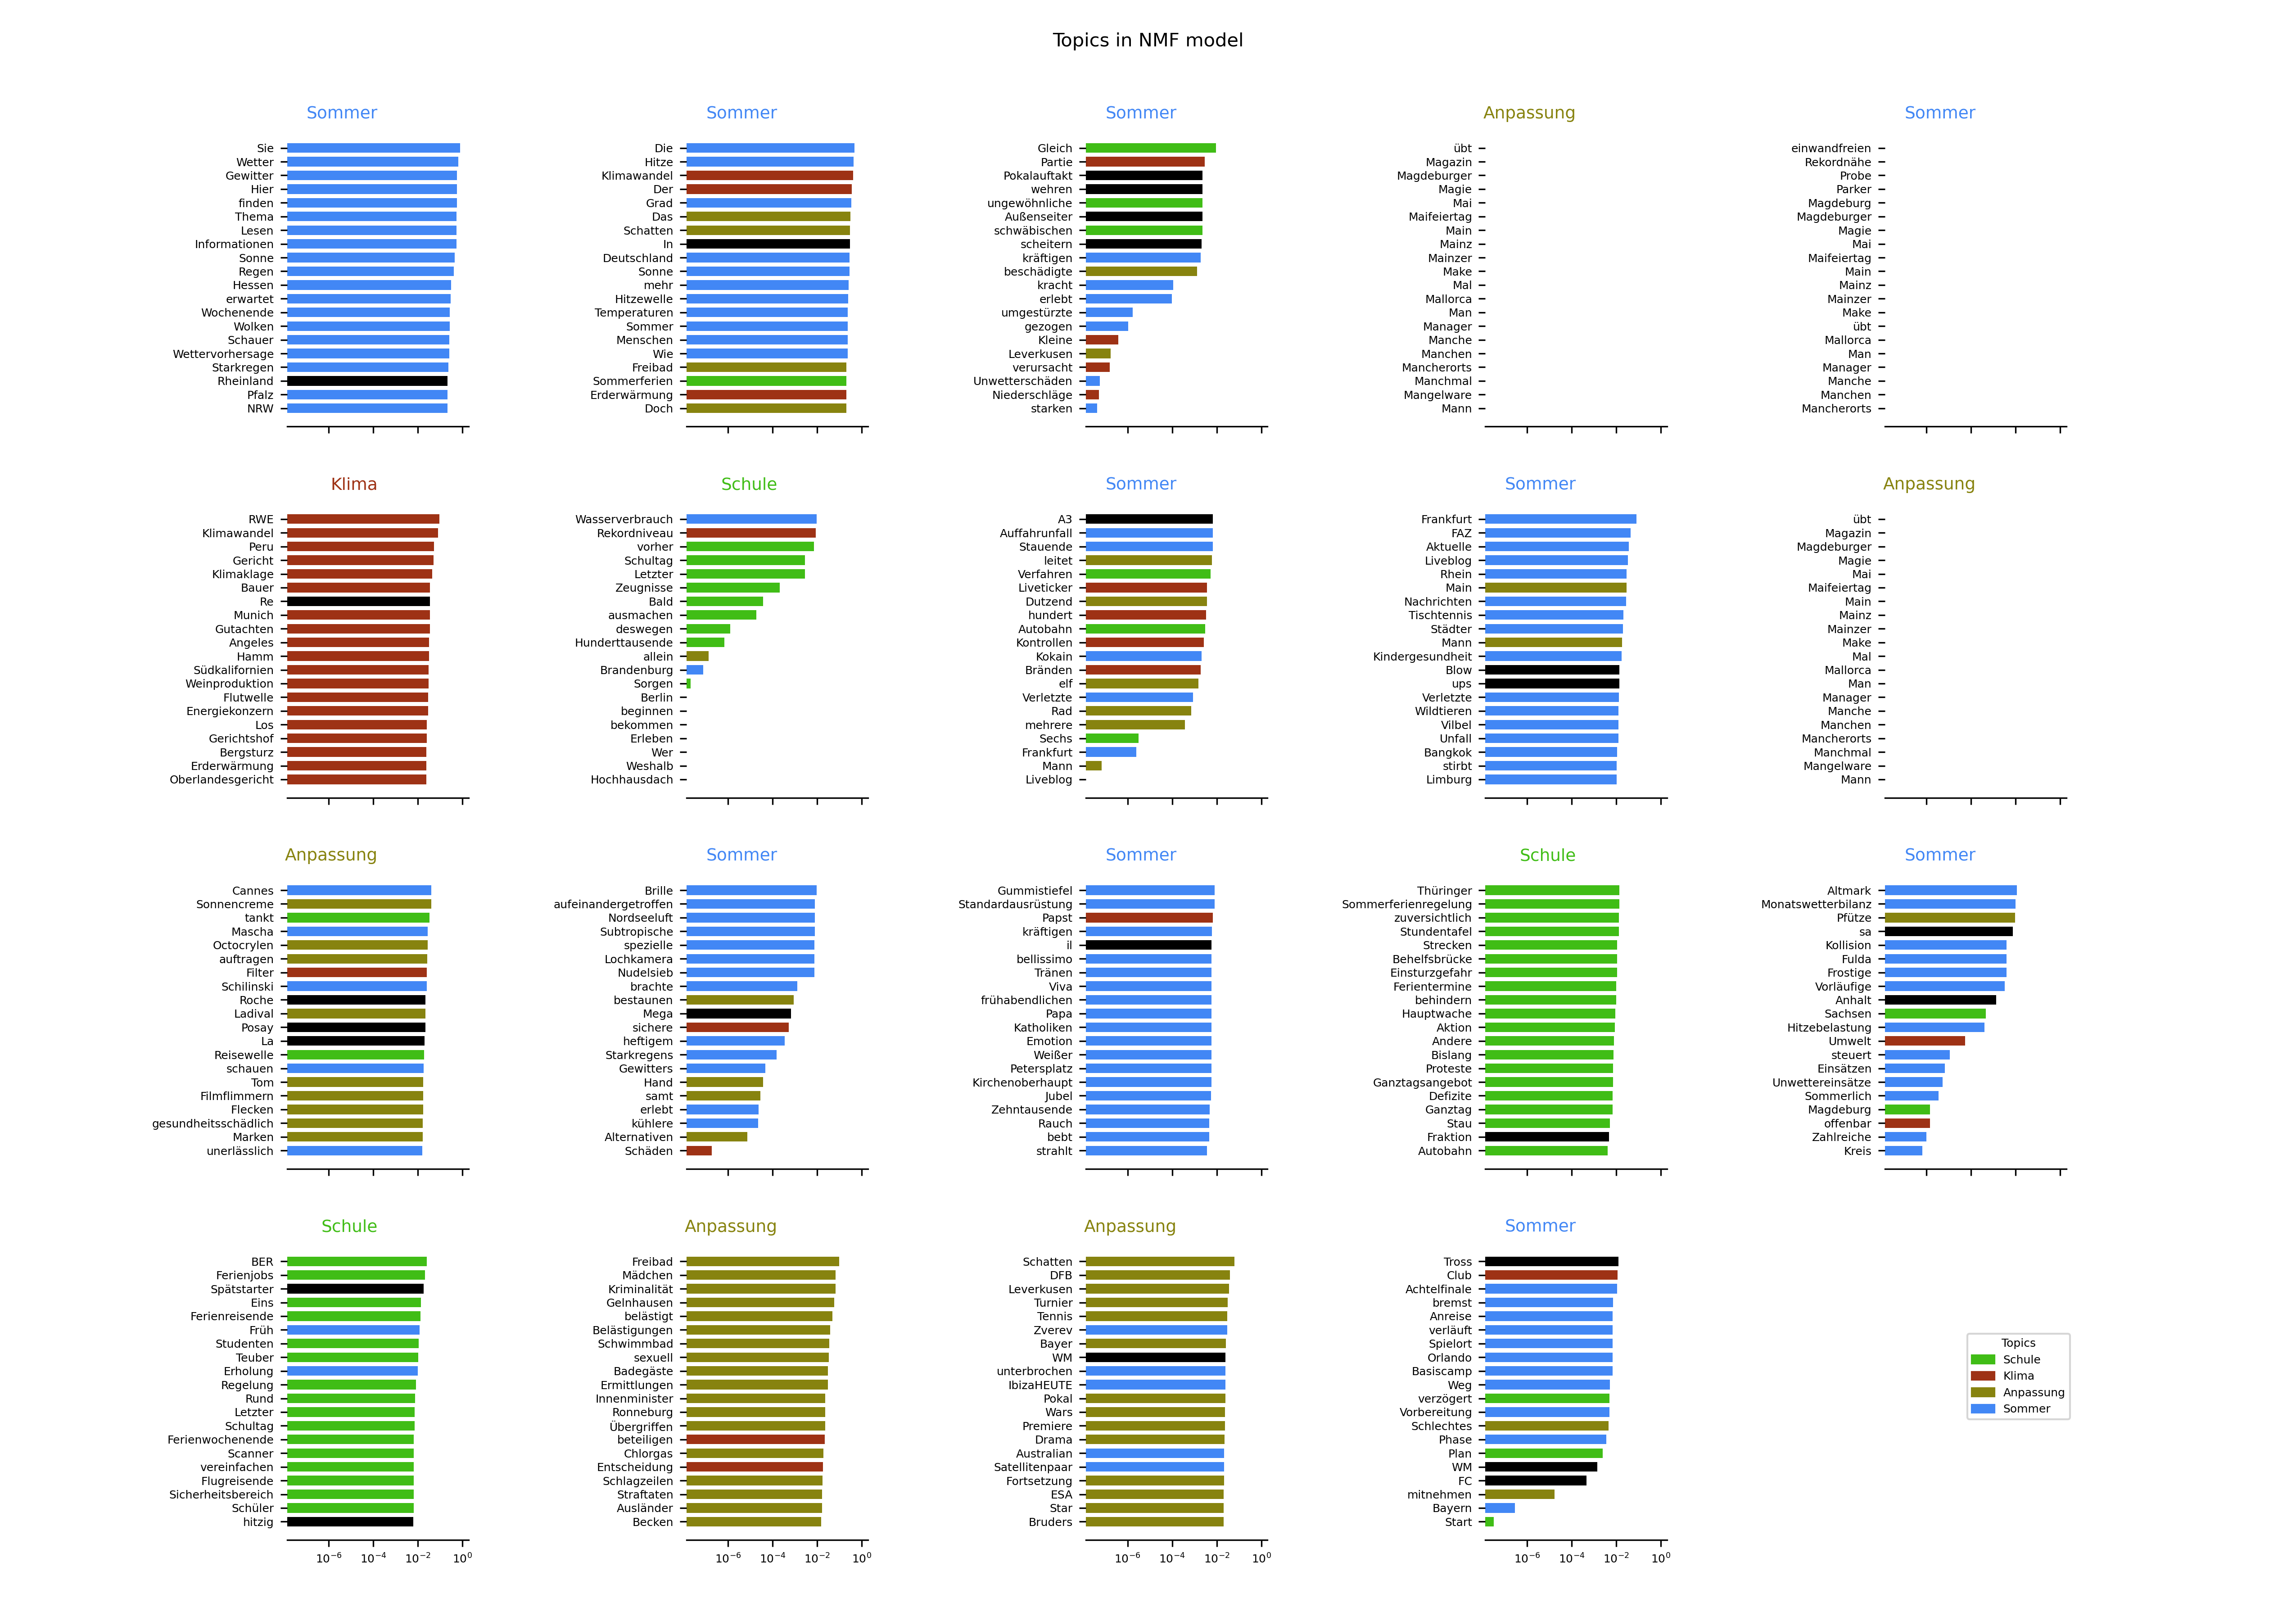 Topics in NMF model
Sommer
Sie
Wetter
Gewitter
Hier
finden
Thema
Lesen
Informationen
Sonne
Regen
Hessen
erwartet
Wochenende
Wolken
Schauer
Wettervorhersage
Starkregen
Rheinland
Pfalz
NRW
Sommer
Die
Hitze
Klimawandel
Der
Grad
Das
Schatten
In
Deutschland
Sonne
mehr
Hitzewelle
Temperaturen
Sommer
Menschen
Wie
Freibad
Sommerferien
Erderwärmung
Doch
Sommer
Gleich
Partie
Pokalauftakt
wehren
ungewöhnliche
Außenseiter
schwäbischen
scheitern
kräftigen
beschädigte
kracht
erlebt
umgestürzte
gezogen
Kleine
Leverkusen
verursacht
Unwetterschäden
Niederschläge
starken
Anpassung
übt
Magazin
Magdeburger
Magie
Mai
Maifeiertag
Main
Mainz
Mainzer
Make
Mal
Mallorca
Man
Manager
Manche
Manchen
Mancherorts
Manchmal
Mangelware
Mann
Sommer
einwandfreien
Rekordnähe
Probe
Parker
Magdeburg
Magdeburger
Magie
Mai
Maifeiertag
Main
Mainz
Mainzer
Make
übt
Mallorca
Man
Manager
Manche
Manchen
Mancherorts
Klima
RWE
Klimawandel
Peru
Gericht
Klimaklage
Bauer
Re
Munich
Gutachten
Angeles
Hamm
Südkalifornien
Weinproduktion
Flutwelle
Energiekonzern
Los
Gerichtshof
Bergsturz
Erderwärmung
Oberlandesgericht
Schule
Wasserverbrauch
Rekordniveau
vorher
Schultag
Letzter
Zeugnisse
Bald
ausmachen
deswegen
Hunderttausende
allein
Brandenburg
Sorgen
Berlin
beginnen
bekommen
Erleben
Wer
Weshalb
Hochhausdach
Sommer
A3
Auffahrunfall
Stauende
leitet
Verfahren
Liveticker
Dutzend
hundert
Autobahn
Kontrollen
Kokain
Bränden
elf
Verletzte
Rad
mehrere
Sechs
Frankfurt
Mann
Liveblog
Sommer
Frankfurt
FAZ
Aktuelle
Liveblog
Rhein
Main
Nachrichten
Tischtennis
Städter
Mann
Kindergesundheit
Blow
ups
Verletzte
Wildtieren
Vilbel
Unfall
Bangkok
stirbt
Limburg
Anpassung
übt
Magazin
Magdeburger
Magie
Mai
Maifeiertag
Main
Mainz
Mainzer
Make
Mal
Mallorca
Man
Manager
Manche
Manchen
Mancherorts
Manchmal
Mangelware
Mann
Anpassung
Cannes
Sonnencreme
tankt
Mascha
Octocrylen
auftragen
Filter
Schilinski
Roche
Ladival
Posay
La
Reisewelle
schauen
Tom
Filmflimmern
Flecken
gesundheitsschädlich
Marken
unerlässlich
Sommer
Brille
aufeinandergetroffen
Nordseeluft
Subtropische
spezielle
Lochkamera
Nudelsieb
brachte
bestaunen
Mega
sichere
heftigem
Starkregens
Gewitters
Hand
samt
erlebt
kühlere
Alternativen
Schäden
Sommer
Gummistiefel
Standardausrüstung
Papst
kräftigen
il
bellissimo
Tränen
Viva
frühabendlichen
Papa
Katholiken
Emotion
Weißer
Petersplatz
Kirchenoberhaupt
Jubel
Zehntausende
Rauch
bebt
strahlt
Schule
Thüringer
Sommerferienregelung
zuversichtlich
Stundentafel
Strecken
Behelfsbrücke
Einsturzgefahr
Ferientermine
behindern
Hauptwache
Aktion
Andere
Bislang
Proteste
Ganztagsangebot
Defizite
Ganztag
Stau
Fraktion
Autobahn
Sommer
Altmark
Monatswetterbilanz
Pfütze
sa
Kollision
Fulda
Frostige
Vorläufige
Anhalt
Sachsen
Hitzebelastung
Umwelt
steuert
Einsätzen
Unwettereinsätze
Sommerlich
Magdeburg
offenbar
Zahlreiche
Kreis
Schule
BER
Ferienjobs
Spätstarter
Eins
Ferienreisende
Früh
Studenten
Teuber
Erholung
Regelung
Rund
Letzter
Schultag
Ferienwochenende
Scanner
vereinfachen
Flugreisende
Sicherheitsbereich
Schüler
hitzig
10⁻⁶ 10⁻⁴ 10⁻² 10⁰
Anpassung
Freibad
Mädchen
Kriminalität
Gelnhausen
belästigt
Belästigungen
Schwimmbad
sexuell
Badegäste
Ermittlungen
Innenminister
Ronneburg
Übergriffen
beteiligen
Chlorgas
Entscheidung
Schlagzeilen
Straftaten
Ausländer
Becken
10⁻⁶ 10⁻⁴ 10⁻² 10⁰
Anpassung
Schatten
DFB
Leverkusen
Turnier
Tennis
Zverev
Bayer
WM
unterbrochen
IbizaHEUTE
Pokal
Wars
Premiere
Drama
Australian
Satellitenpaar
Fortsetzung
ESA
Star
Bruders
10⁻⁶ 10⁻⁴ 10⁻² 10⁰
Sommer
Tross
Club
Achtelfinale
bremst
Anreise
verläuft
Spielort
Orlando
Basiscamp
Weg
verzögert
Vorbereitung
Schlechtes
Phase
Plan
WM
FC
mitnehmen
Bayern
Start
10⁻⁶ 10⁻⁴ 10⁻² 10⁰
Topics
Schule
Klima
Anpassung
Sommer